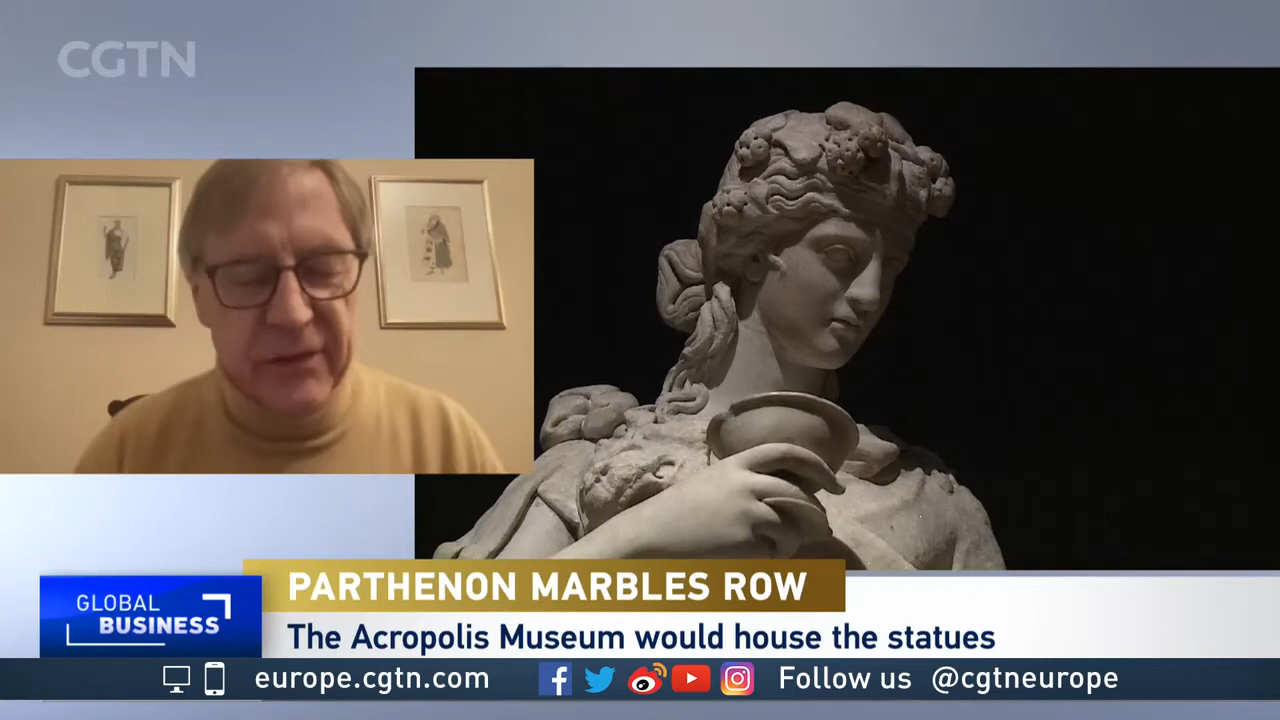 CGTN
PARTHENON MARBLES ROW
GLOBAL
BUSINESS
The Acropolis Museum would house the statues
europe.cgtn.com
Follow us @cgtneurope